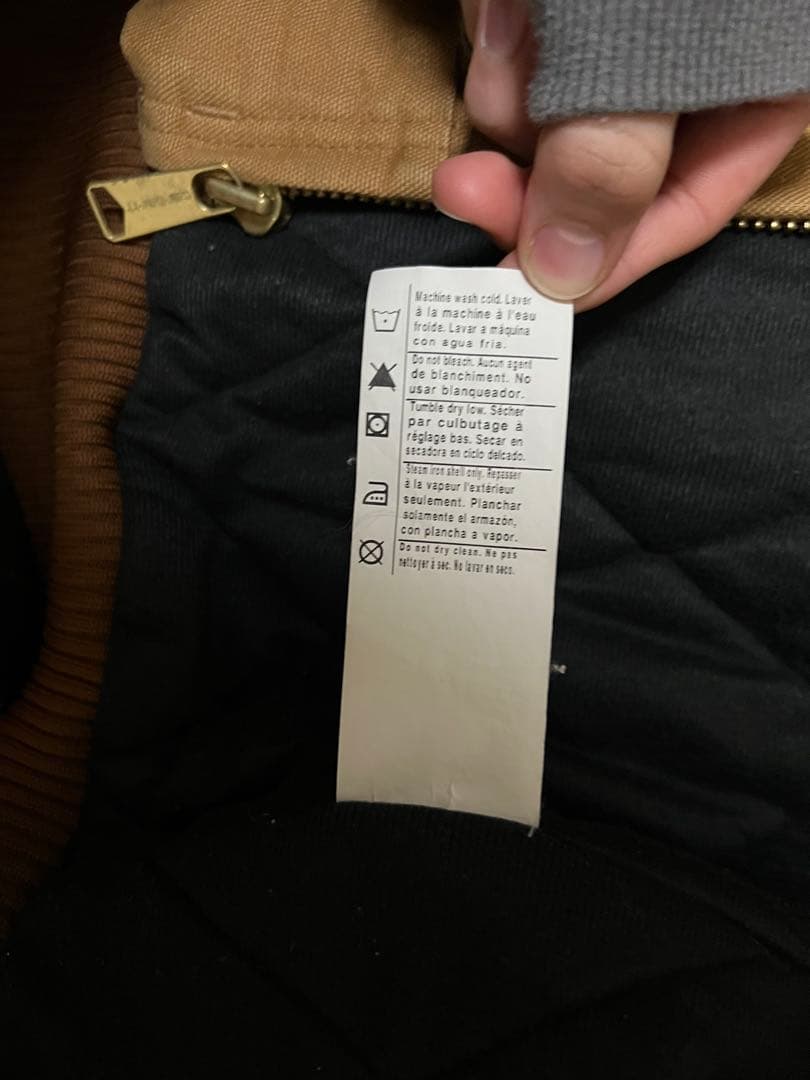 Machine wash cold. Laver
à la machine à l'eau
froide. Lavar a máquina
con agua fria.
Do not bleach. Aucun agent
de blanchiment. No
usar blanqueador.
Tumble dry low. Sécher
par culbutage à
réglage bas. Secar en
secadora en ciclo delicado.
Steam iron shell only. Repasser
à la vapeur l'extérieur
seulement. Planchar
solamente el armazón,
con plancha a vapor.
Do not dry clean. Ne pas
nettoyer à sec. No lavar en seco.